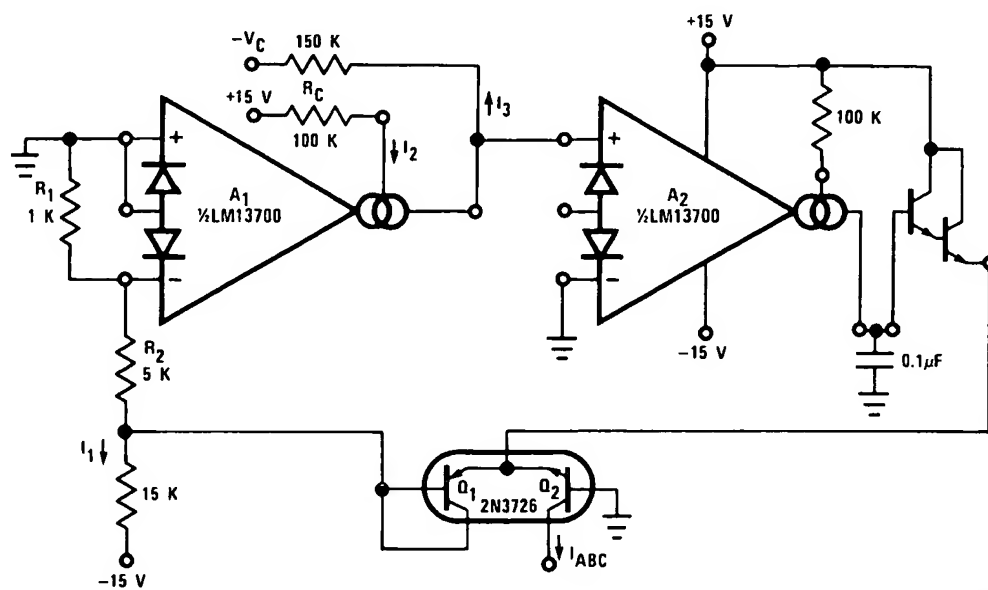 +15 V
−V_C
150 K
R_C
+15 V
100 K
I_2
I_3
100 K
+
−
R_1
1 K
A_1
½LM13700
+
−
A_2
½LM13700
−15 V
0.1μF
R_2
5 K
I_1
15 K
−15 V
Q_1
Q_2
2N3726
I_ABC